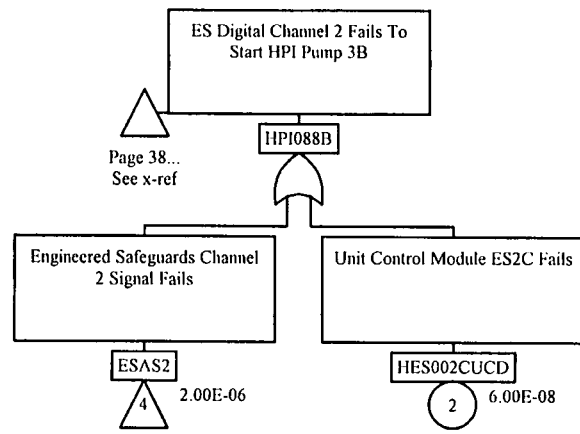 ES Digital Channel 2 Fails To
Start HPI Pump 3B
HPI088B
Page 38...
See x-ref
Engineered Safeguards Channel
2 Signal Fails
Unit Control Module ES2C Fails
ESAS2
HES002CUCD
4
2.00E-06
2
6.00E-08